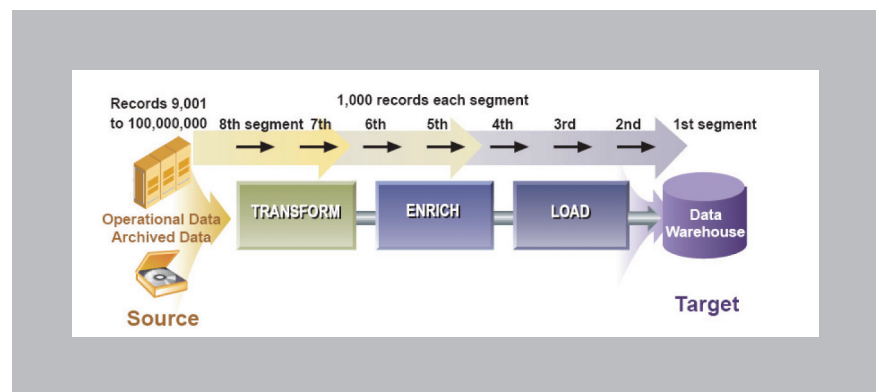 Records 9,001
to 100,000,000
1,000 records each segment
8th segment 7th 6th 5th 4th 3rd 2nd 1st segment
TRANSFORM ENRICH LOAD
Operational Data
Archived Data
Data
Warehouse
Source
Target